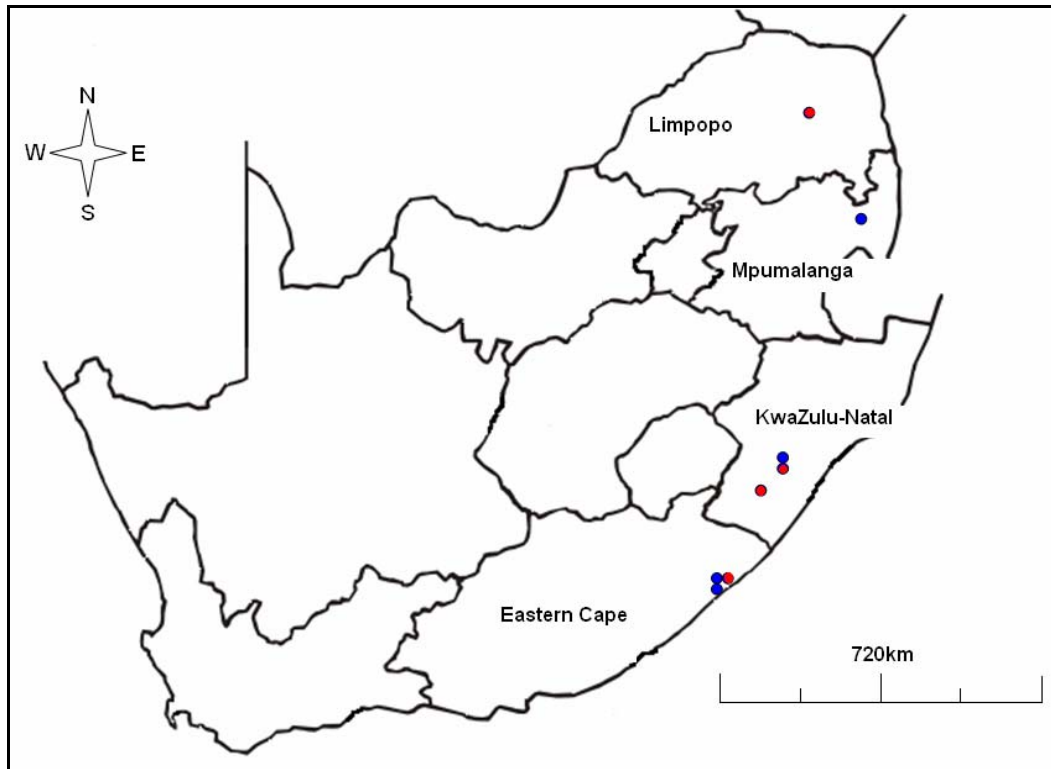 N
W E
S
Limpopo
Mpumalanga
KwaZulu-Natal
Eastern Cape
720km